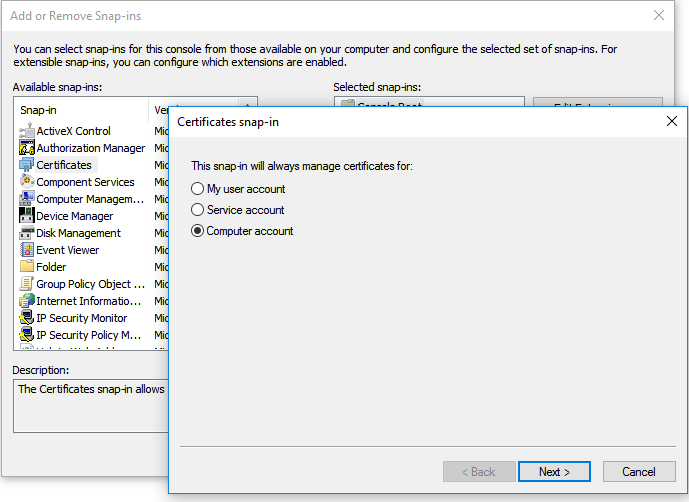 Add or Remove Snap-ins
You can select snap-ins for this console from those available on your computer and configure the selected set of snap-ins. For
extensible snap-ins, you can configure which extensions are enabled.
Available snap-ins:
Selected snap-ins:
Snap-in
Console Root
ActiveX Control
Mic
Authorization Manager
Mic
Certificates
Mic
Component Services
Mic
Computer Managem...
Mic
Device Manager
Mic
Disk Management
Mic
Event Viewer
Mic
Folder
Mic
Group Policy Object ...
Mic
Internet Informatio...
Mic
IP Security Monitor
Mic
IP Security Policy M...
Mic
Description:
The Certificates snap-in allows
Certificates snap-in
This snap-in will always manage certificates for:
My user account
Service account
Computer account
< Back
Next >
Cancel